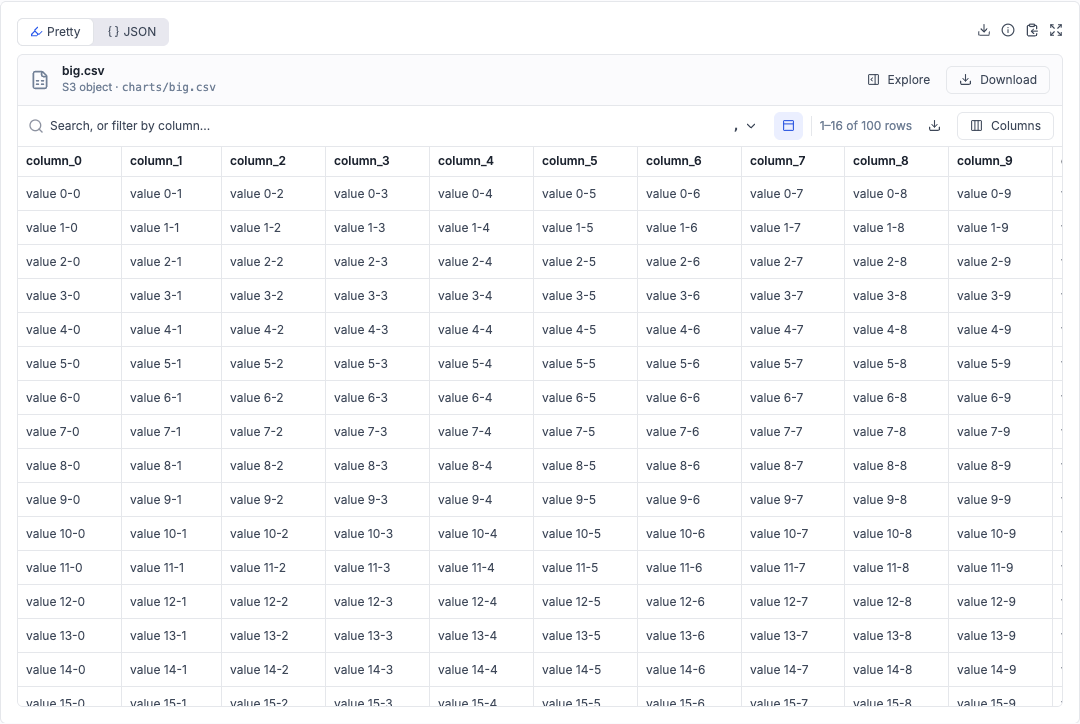 Pretty { } JSON
big.csv
S3 object · charts/big.csv
Explore Download
Search, or filter by column... , 1–16 of 100 rows Columns
column_0 column_1 column_2 column_3 column_4 column_5 column_6 column_7 column_8 column_9
value 0-0 value 0-1 value 0-2 value 0-3 value 0-4 value 0-5 value 0-6 value 0-7 value 0-8 value 0-9
value 1-0 value 1-1 value 1-2 value 1-3 value 1-4 value 1-5 value 1-6 value 1-7 value 1-8 value 1-9
value 2-0 value 2-1 value 2-2 value 2-3 value 2-4 value 2-5 value 2-6 value 2-7 value 2-8 value 2-9
value 3-0 value 3-1 value 3-2 value 3-3 value 3-4 value 3-5 value 3-6 value 3-7 value 3-8 value 3-9
value 4-0 value 4-1 value 4-2 value 4-3 value 4-4 value 4-5 value 4-6 value 4-7 value 4-8 value 4-9
value 5-0 value 5-1 value 5-2 value 5-3 value 5-4 value 5-5 value 5-6 value 5-7 value 5-8 value 5-9
value 6-0 value 6-1 value 6-2 value 6-3 value 6-4 value 6-5 value 6-6 value 6-7 value 6-8 value 6-9
value 7-0 value 7-1 value 7-2 value 7-3 value 7-4 value 7-5 value 7-6 value 7-7 value 7-8 value 7-9
value 8-0 value 8-1 value 8-2 value 8-3 value 8-4 value 8-5 value 8-6 value 8-7 value 8-8 value 8-9
value 9-0 value 9-1 value 9-2 value 9-3 value 9-4 value 9-5 value 9-6 value 9-7 value 9-8 value 9-9
value 10-0 value 10-1 value 10-2 value 10-3 value 10-4 value 10-5 value 10-6 value 10-7 value 10-8 value 10-9
value 11-0 value 11-1 value 11-2 value 11-3 value 11-4 value 11-5 value 11-6 value 11-7 value 11-8 value 11-9
value 12-0 value 12-1 value 12-2 value 12-3 value 12-4 value 12-5 value 12-6 value 12-7 value 12-8 value 12-9
value 13-0 value 13-1 value 13-2 value 13-3 value 13-4 value 13-5 value 13-6 value 13-7 value 13-8 value 13-9
value 14-0 value 14-1 value 14-2 value 14-3 value 14-4 value 14-5 value 14-6 value 14-7 value 14-8 value 14-9
value 15-0 value 15-1 value 15-2 value 15-3 value 15-4 value 15-5 value 15-6 value 15-7 value 15-8 value 15-9